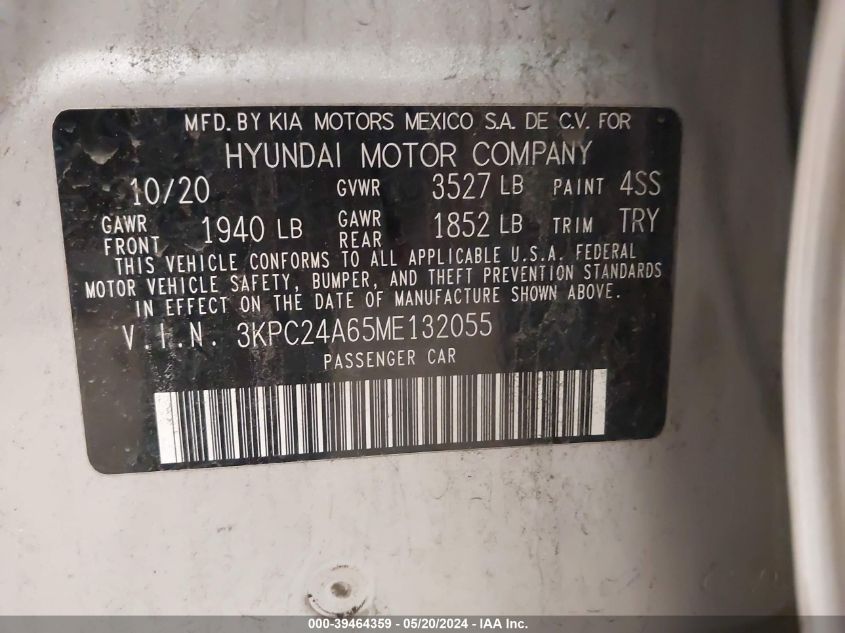 MFD. BY KIA MOTORS MEXICO S.A. DE C.V. FOR
HYUNDAI MOTOR COMPANY
10/20 GVWR 3527 LB PAINT 4SS
GAWR FRONT 1940 LB GAWR REAR 1852 LB TRIM TRY
THIS VEHICLE CONFORMS TO ALL APPLICABLE U.S.A. FEDERAL
MOTOR VEHICLE SAFETY, BUMPER, AND THEFT PREVENTION STANDARDS
IN EFFECT ON THE DATE OF MANUFACTURE SHOWN ABOVE.
V.I.N. 3KPC24A65ME132055
PASSENGER CAR
000-39464359 - 05/20/2024 - IAA Inc.